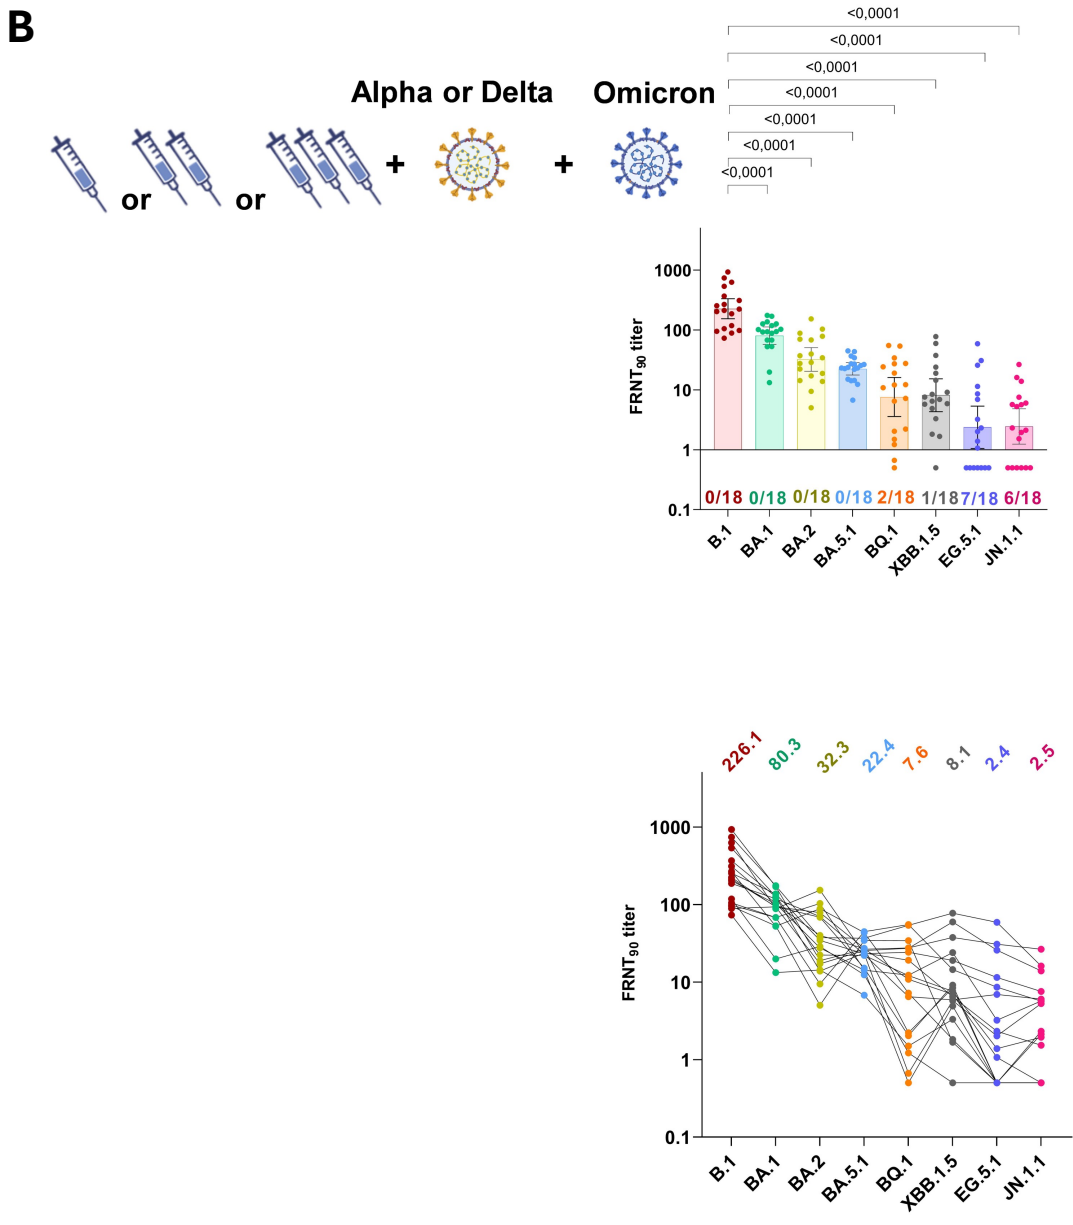 B
<0,0001
<0,0001
<0,0001
<0,0001
<0,0001
<0,0001
<0,0001
Alpha or Delta
Omicron
or
or
+
+
FRNT90 titer
1000
100
10
1
0.1
0/18 0/18 0/18 0/18 2/18 1/18 7/18 6/18
B.1 BA.1 BA.2 BA.5.1 BQ.1 XBB.1.5 EG.5.1 JN.1.1
226.1 80.3 32.3 22.4 7.6 8.1 2.4 2.5
FRNT90 titer
1000
100
10
1
0.1
B.1 BA.1 BA.2 BA.5.1 BQ.1 XBB.1.5 EG.5.1 JN.1.1